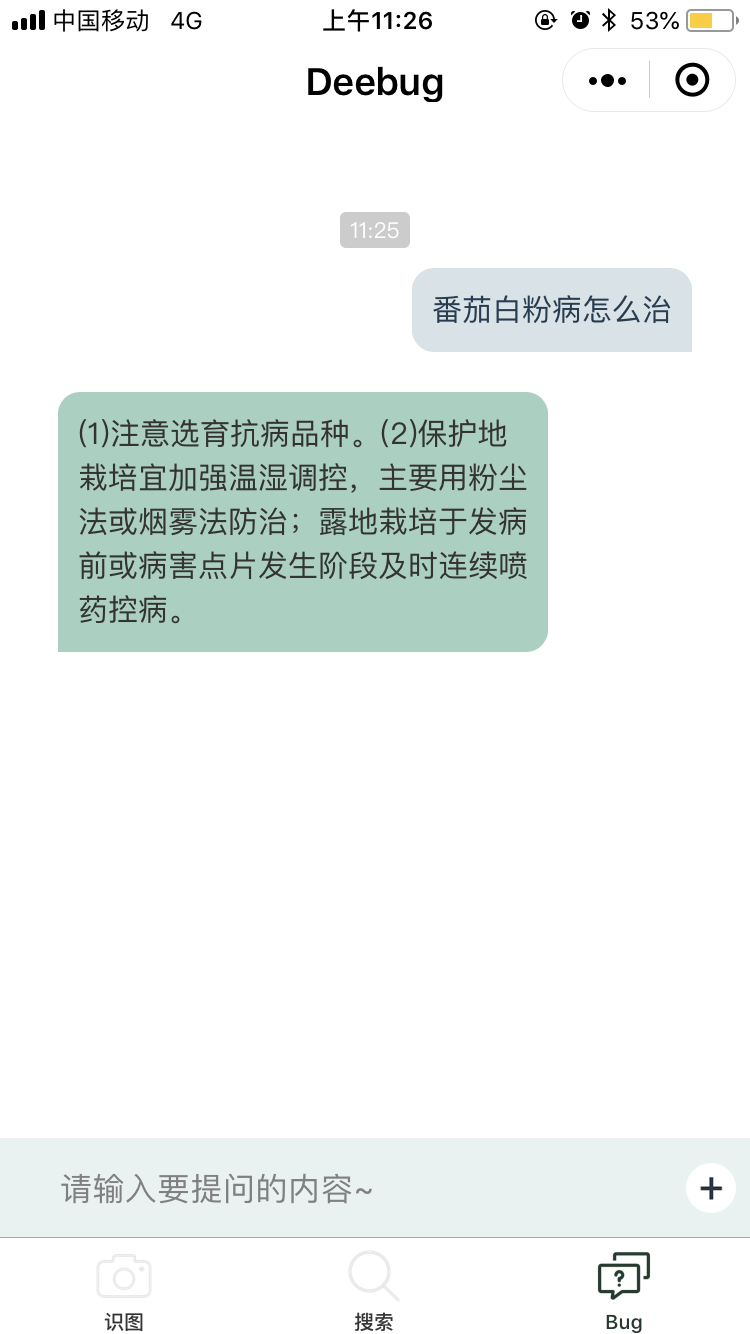 中国移动 4G 上午11:26 53%
Deebug
11:25
番茄白粉病怎么治
(1)注意选育抗病品种。(2)保护地
栽培宜加强温湿调控，主要用粉尘
法或烟雾法防治；露地栽培于发病
前或病害点片发生阶段及时连续喷
药控病。
请输入要提问的内容~
识图 搜索 Bug